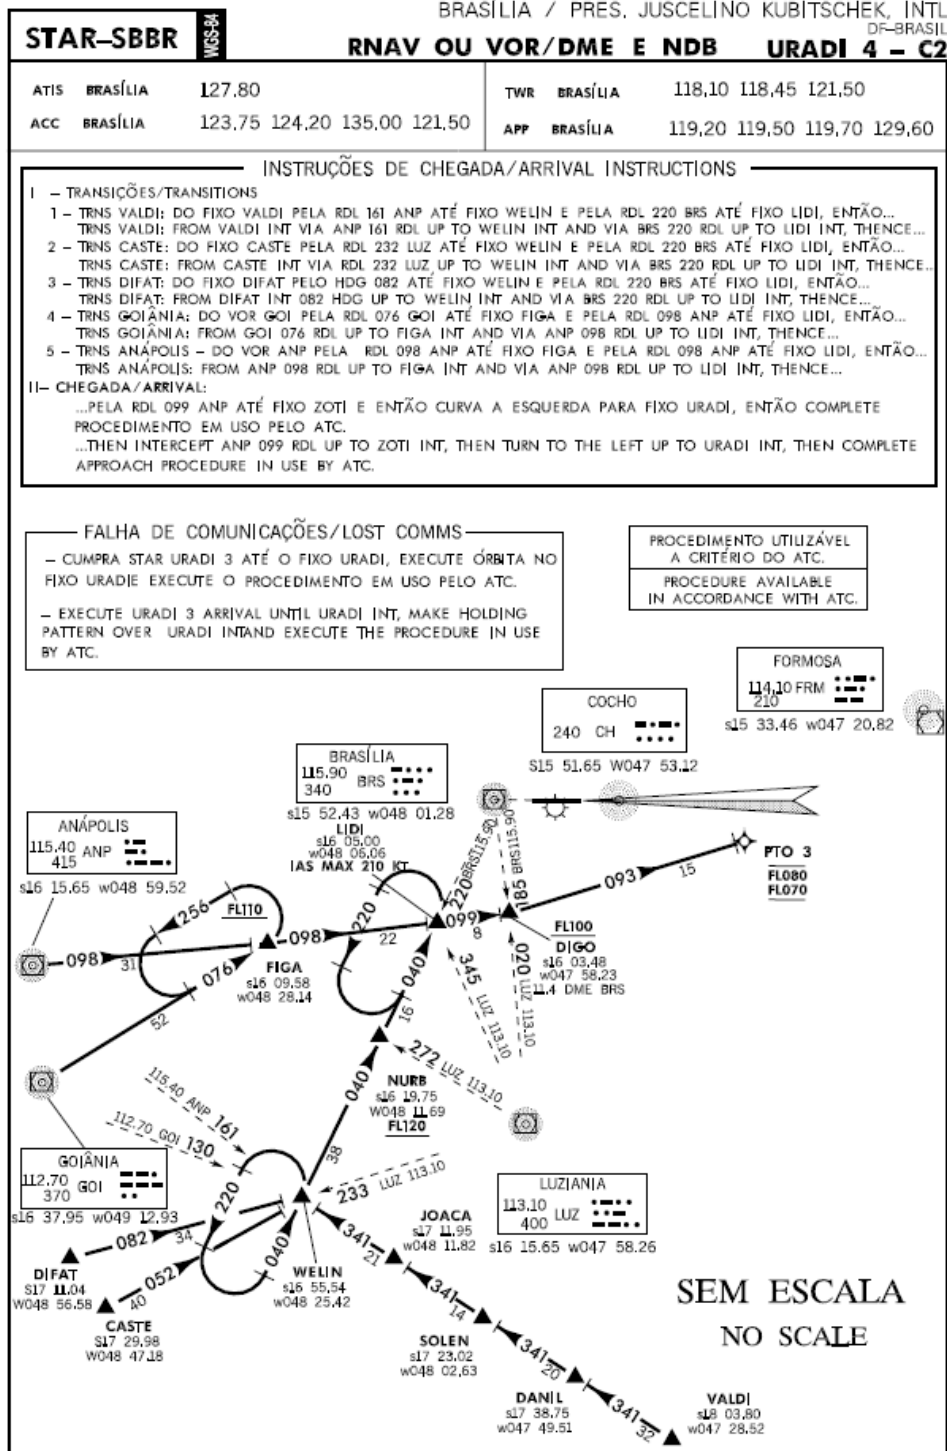 BRASÍLIA / PRES. JUSCELINO KUBITSCHEK, INTL
DF-BRASIL
STAR-SBBR
WGS-84
RNAV OU VOR/DME E NDB URADI 4 - C2
ATIS BRASÍLIA 127.80
ACC BRASÍLIA 123.75 124.20 135.00 121.50
TWR BRASÍLIA 118,10 118,45 121,50
APP BRASÍLIA 119,20 119,50 119,70 129,60
INSTRUÇÕES DE CHEGADA/ARRIVAL INSTRUCTIONS
I - TRANSIÇÕES/TRANSITIONS
1 - TRNS VALDI: DO FIXO VALDI PELA RDL 161 ANP ATÉ FIXO WELIN E PELA RDL 220 BRS ATÉ FIXO LIDI, ENTÃO...
TRNS VALDI: FROM VALDI INT VIA ANP 161 RDL UP TO WELIN INT AND VIA BRS 220 RDL UP TO LIDI INT, THENCE...
2 - TRNS CASTE: DO FIXO CASTE PELA RDL 232 LUZ ATÉ FIXO WELIN E PELA RDL 220 BRS ATÉ FIXO LIDI, ENTÃO...
TRNS CASTE: FROM CASTE INT VIA RDL 232 LUZ UP TO WELIN INT AND VIA BRS 220 RDL UP TO LIDI INT, THENCE...
3 - TRNS DIFAT: DO FIXO DIFAT PELO HDG 082 ATÉ FIXO WELIN E PELA RDL 220 BRS ATÉ FIXO LIDI, ENTÃO...
TRNS DIFAT: FROM DIFAT INT 082 HDG UP TO WELIN INT AND VIA BRS 220 RDL UP TO LIDI INT, THENCE...
4 - TRNS GOIÂNIA: DO VOR GOI PELA RDL 076 GOI ATÉ FIXO FIGA E PELA RDL 098 ANP ATÉ FIXO LIDI, ENTÃO...
TRNS GOIÂNIA: FROM GOI 076 RDL UP TO FIGA INT AND VIA ANP 098 RDL UP TO LIDI INT, THENCE...
5 - TRNS ANÁPOLIS - DO VOR ANP PELA RDL 098 ANP ATÉ FIXO FIGA E PELA RDL 098 ANP ATÉ FIXO LIDI, ENTÃO...
TRNS ANÁPOLIS: FROM ANP 098 RDL UP TO FIGA INT AND VIA ANP 098 RDL UP TO LIDI INT, THENCE...
II- CHEGADA/ARRIVAL:
...PELA RDL 099 ANP ATÉ FIXO ZOTI E ENTÃO CURVA A ESQUERDA PARA FIXO URADI, ENTÃO COMPLETE
PROCEDIMENTO EM USO PELO ATC.
...THEN INTERCEPT ANP 099 RDL UP TO ZOTI INT, THEN TURN TO THE LEFT UP TO URADI INT, THEN COMPLETE
APPROACH PROCEDURE IN USE BY ATC.
FALHA DE COMUNICAÇÕES/LOST COMMS
- CUMPRA STAR URADI 3 ATÉ O FIXO URADI, EXECUTE ÓRBITA NO
FIXO URADIE EXECUTE O PROCEDIMENTO EM USO PELO ATC.
- EXECUTE URADI 3 ARRIVAL UNTIL URADI INT, MAKE HOLDING
PATTERN OVER URADI INTAND EXECUTE THE PROCEDURE IN USE
BY ATC.
PROCEDIMENTO UTILIZÁVEL
A CRITÉRIO DO ATC.
PROCEDURE AVAILABLE
IN ACCORDANCE WITH ATC.
FORMOSA
114,10 FRM
210
s15 33.46 w047 20.82
COCHO
240 CH
S15 51.65 W047 53.12
BRASÍLIA
115.90
340 BRS
s15 52.43 w048 01.28
LIDI
s16 05.00
w048 06.06
IAS MAX 210 KT
ANÁPOLIS
115.40 ANP
415
s16 15.65 w048 59.52
PTO 3
FL080
FL070
093
15
185 BRS115.90
220 BRS115.90
256
FL110
220
099
8
098
31
098
22
FL100
DIGO
s16 03.48
w047 58.23
11.4 DME BRS
076
52
FIGA
s16 09.58
w048 28.14
040
16
345 LUZ 113.10
020 LUZ 113.10
272 LUZ 113.10
NURB
s16 19.75
W048 11.69
FL120
040
38
115.40 ANP 161
112.70 GOI 130
GOIÂNIA
112.70
370 GOI
s16 37.95 w049 12.93
220
233 LUZ 113.10
LUZIANIA
113.10
400 LUZ
s16 15.65 w047 58.26
082
34
040
DIFAT
S17 11.04
W048 56.58
052
40
CASTE
S17 29.98
W048 47.18
WELIN
s16 55.54
w048 25.42
JOACA
s17 11.95
w048 11.82
341
21
341
14
SOLEN
s17 23.02
w048 02.63
341
20
DANIL
s17 38.75
w047 49.51
341
32
VALDI
s18 03.80
w047 28.52
SEM ESCALA
NO SCALE